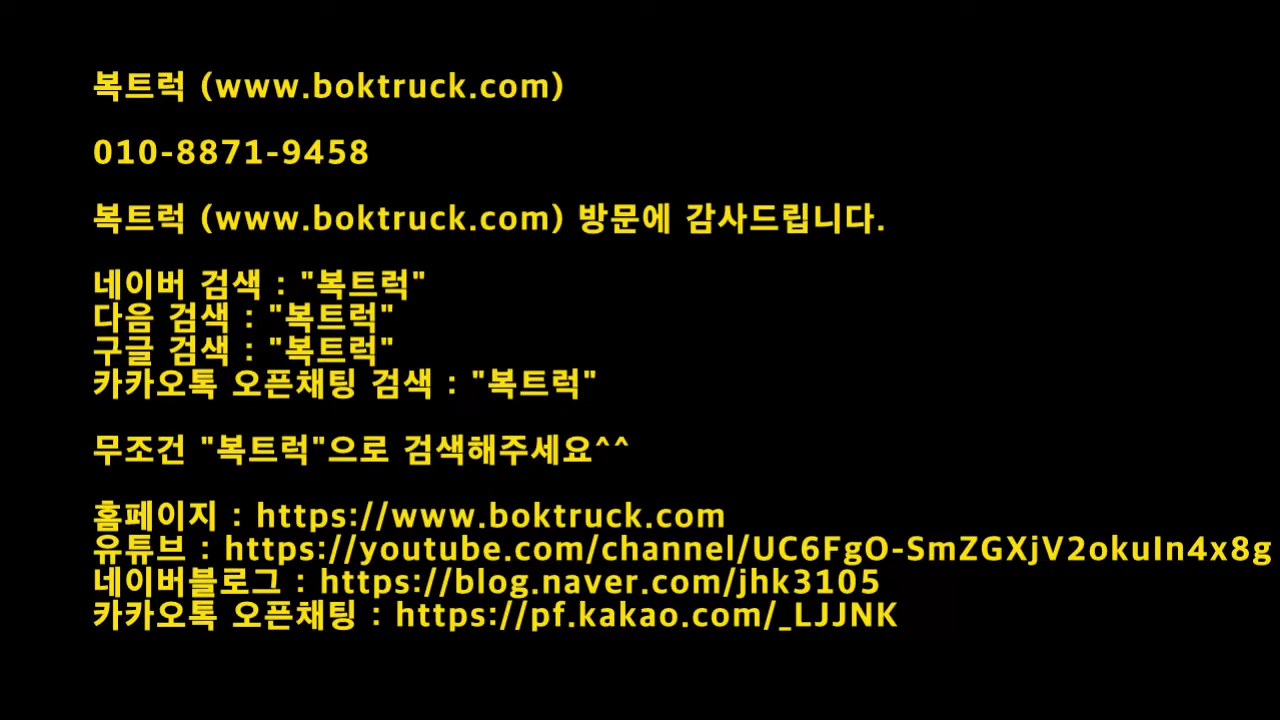 복트럭 (www.boktruck.com)
010-8871-9458
복트럭 (www.boktruck.com) 방문에 감사드립니다.
네이버 검색 : "복트럭"
다음 검색 : "복트럭"
구글 검색 : "복트럭"
카카오톡 오픈채팅 검색 : "복트럭"
무조건 "복트럭"으로 검색해주세요^^
홈페이지 : https://www.boktruck.com
유튜브 : https://youtube.com/channel/UC6FgO-SmZGXjV2okuIn4x8g
네이버블로그 : https://blog.naver.com/jhk3105
카카오톡 오픈채팅 : https://pf.kakao.com/_LJJNK